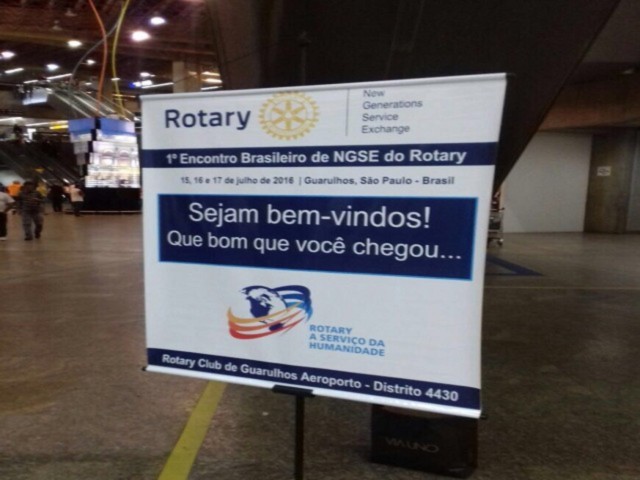 Rotary
New
Generations
Service
Exchange
1º Encontro Brasileiro de NGSE do Rotary
15, 16 e 17 de julho de 2016 | Guarulhos, São Paulo - Brasil
Sejam bem-vindos!
Que bom que você chegou...
ROTARY
A SERVIÇO DA
HUMANIDADE
Rotary Club de Guarulhos Aeroporto - Distrito 4430
VIA UNO